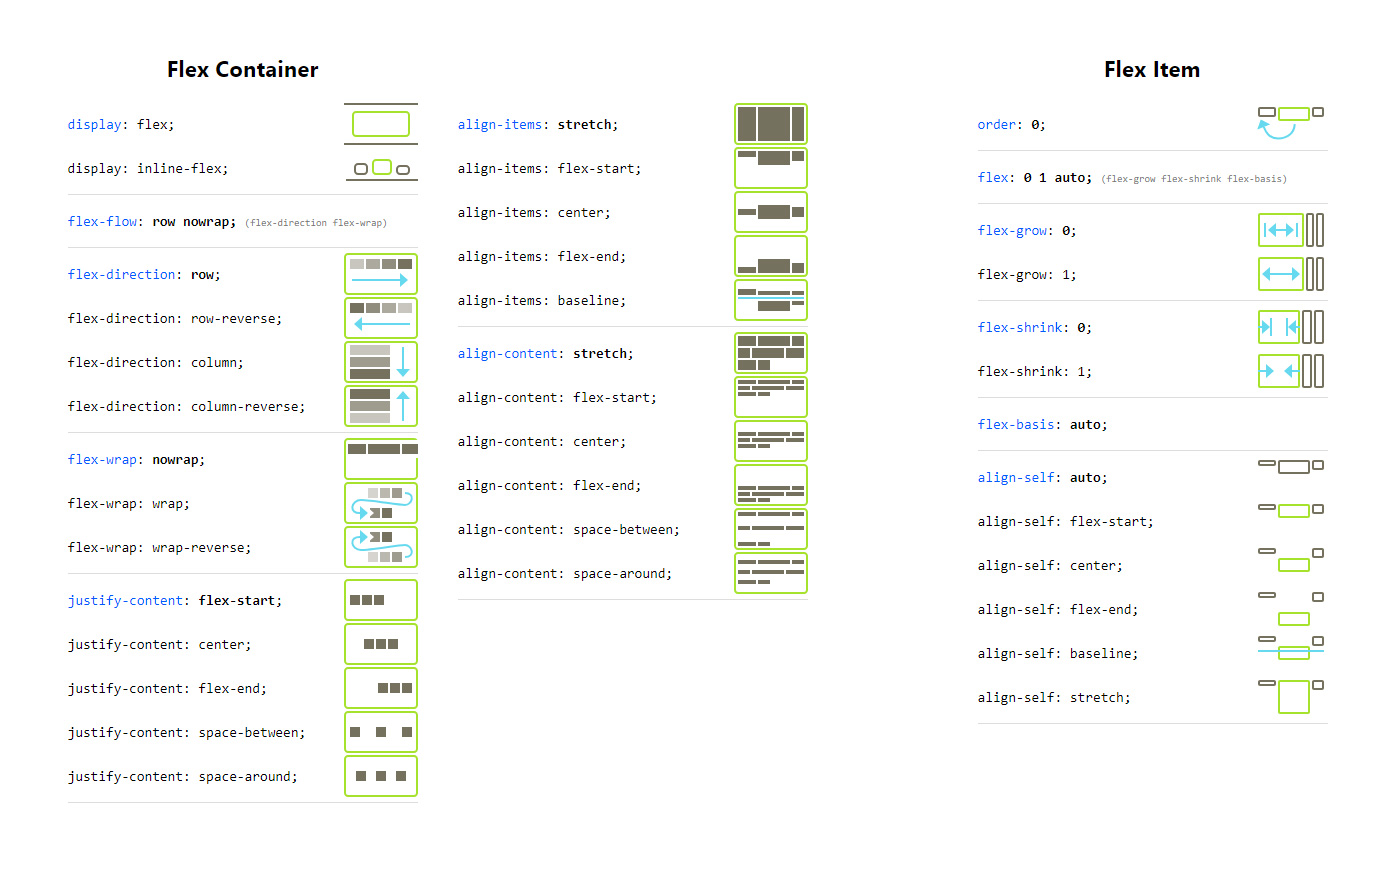 Flex Container
display: flex;
display: inline-flex;
flex-flow: row nowrap; (flex-direction flex-wrap)
flex-direction: row;
flex-direction: row-reverse;
flex-direction: column;
flex-direction: column-reverse;
flex-wrap: nowrap;
flex-wrap: wrap;
flex-wrap: wrap-reverse;
justify-content: flex-start;
justify-content: center;
justify-content: flex-end;
justify-content: space-between;
justify-content: space-around;
align-items: stretch;
align-items: flex-start;
align-items: center;
align-items: flex-end;
align-items: baseline;
align-content: stretch;
align-content: flex-start;
align-content: center;
align-content: flex-end;
align-content: space-between;
align-content: space-around;
Flex Item
order: 0;
flex: 0 1 auto; (flex-grow flex-shrink flex-basis)
flex-grow: 0;
flex-grow: 1;
flex-shrink: 0;
flex-shrink: 1;
flex-basis: auto;
align-self: auto;
align-self: flex-start;
align-self: center;
align-self: flex-end;
align-self: baseline;
align-self: stretch;